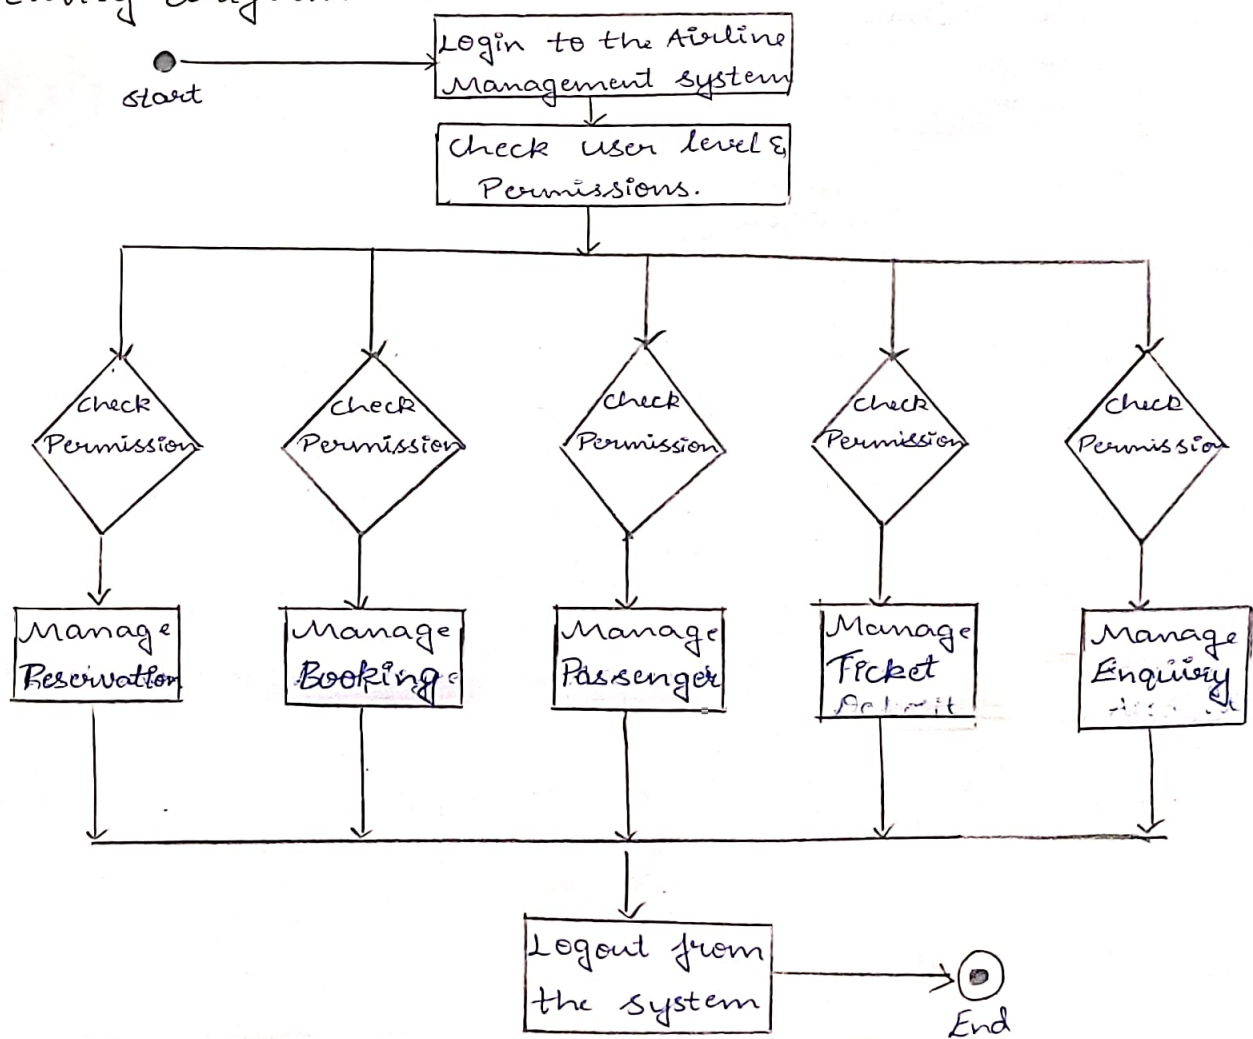 Login to the Airline
Management system
start
Check user level &
Permissions.
Check
Permission
Check
Permission
Check
Permission
Check
Permission
Check
Permission
Manage
Reservation
Manage
Booking
Manage
Passenger
Manage
Ticket
Manage
Enquiry
Logout from
the system
End